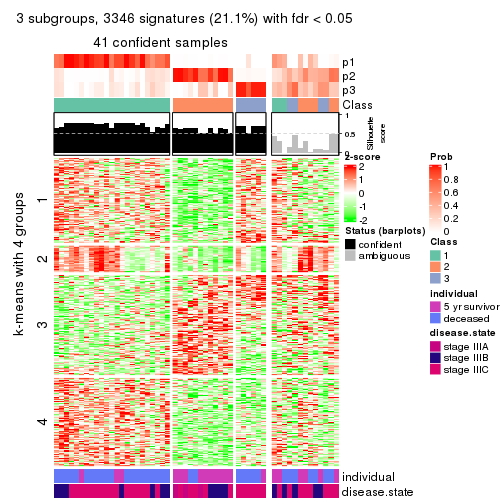 3 subgroups, 3346 signatures (21.1%) with fdr < 0.05
41 confident samples
p1
p2
p3
Class
1
0.5
0
Silhouette
score
k-means with 4 groups
1
2
3
4
individual
disease.state
z-score
2
1
0
-1
-2
Status (barplots)
confident
ambiguous
Prob
1
0.8
0.6
0.4
0.2
0
Class
1
2
3
individual
5 yr survivor
deceased
disease.state
stage IIIA
stage IIIB
stage IIIC